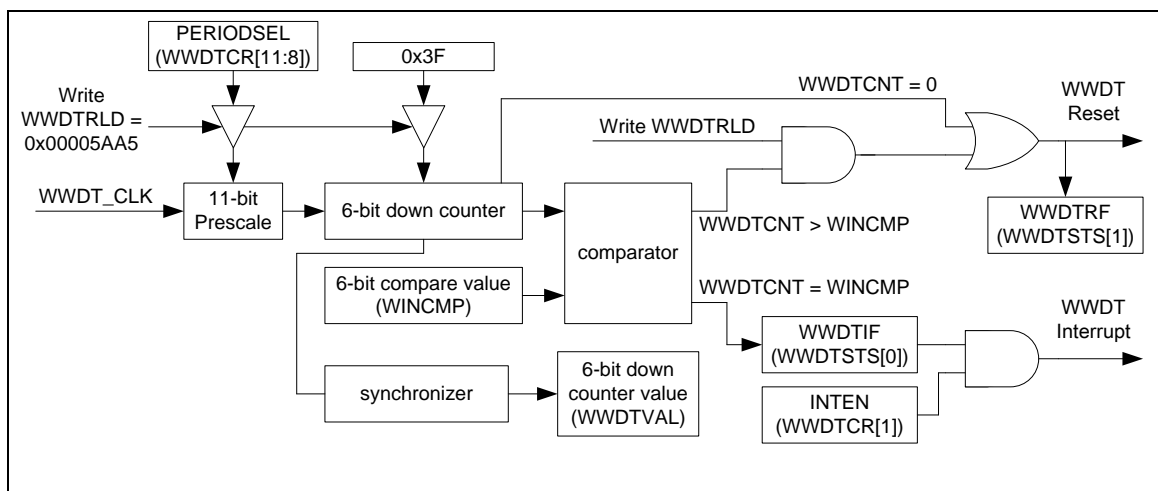 PERIODSEL
(WWDTCR[11:8])
0x3F
Write
WWDTRLD =
0x00005AA5
WWDTCNT = 0
WWDT
Reset
Write WWDTRLD
WWDT_CLK
11-bit
Prescale
6-bit down counter
WWDTCNT > WINCMP
WWDTRF
(WWDTSTS[1])
comparator
6-bit compare value
(WINCMP)
WWDTCNT = WINCMP
WWDT
Interrupt
WWDTIF
(WWDTSTS[0])
synchronizer
6-bit down
counter value
(WWDTVAL)
INTEN
(WWDTCR[1])